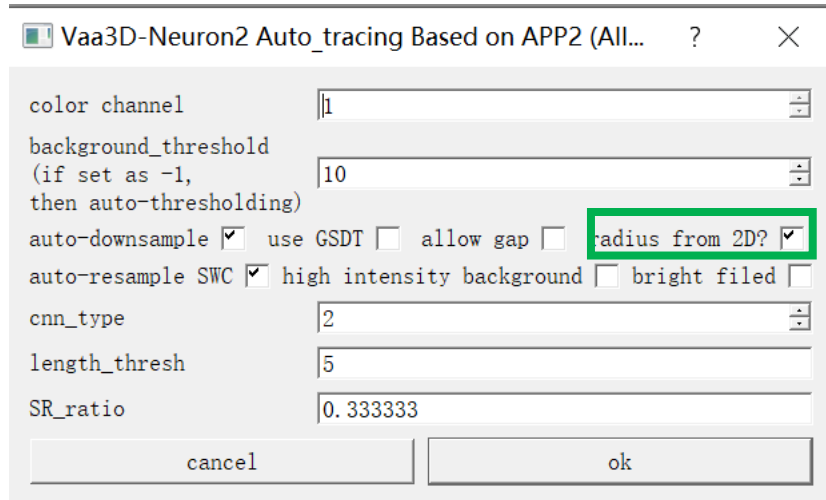 Vaa3D-Neuron2 Auto_tracing Based on APP2 (All... ?
color channel 1
background_threshold
(if set as -1,
then auto-thresholding) 10
auto-downsample use GSDT allow gap radius from 2D?
auto-resample SWC high intensity background bright filed
cnn_type 2
length_thresh 5
SR_ratio 0.333333
cancel ok